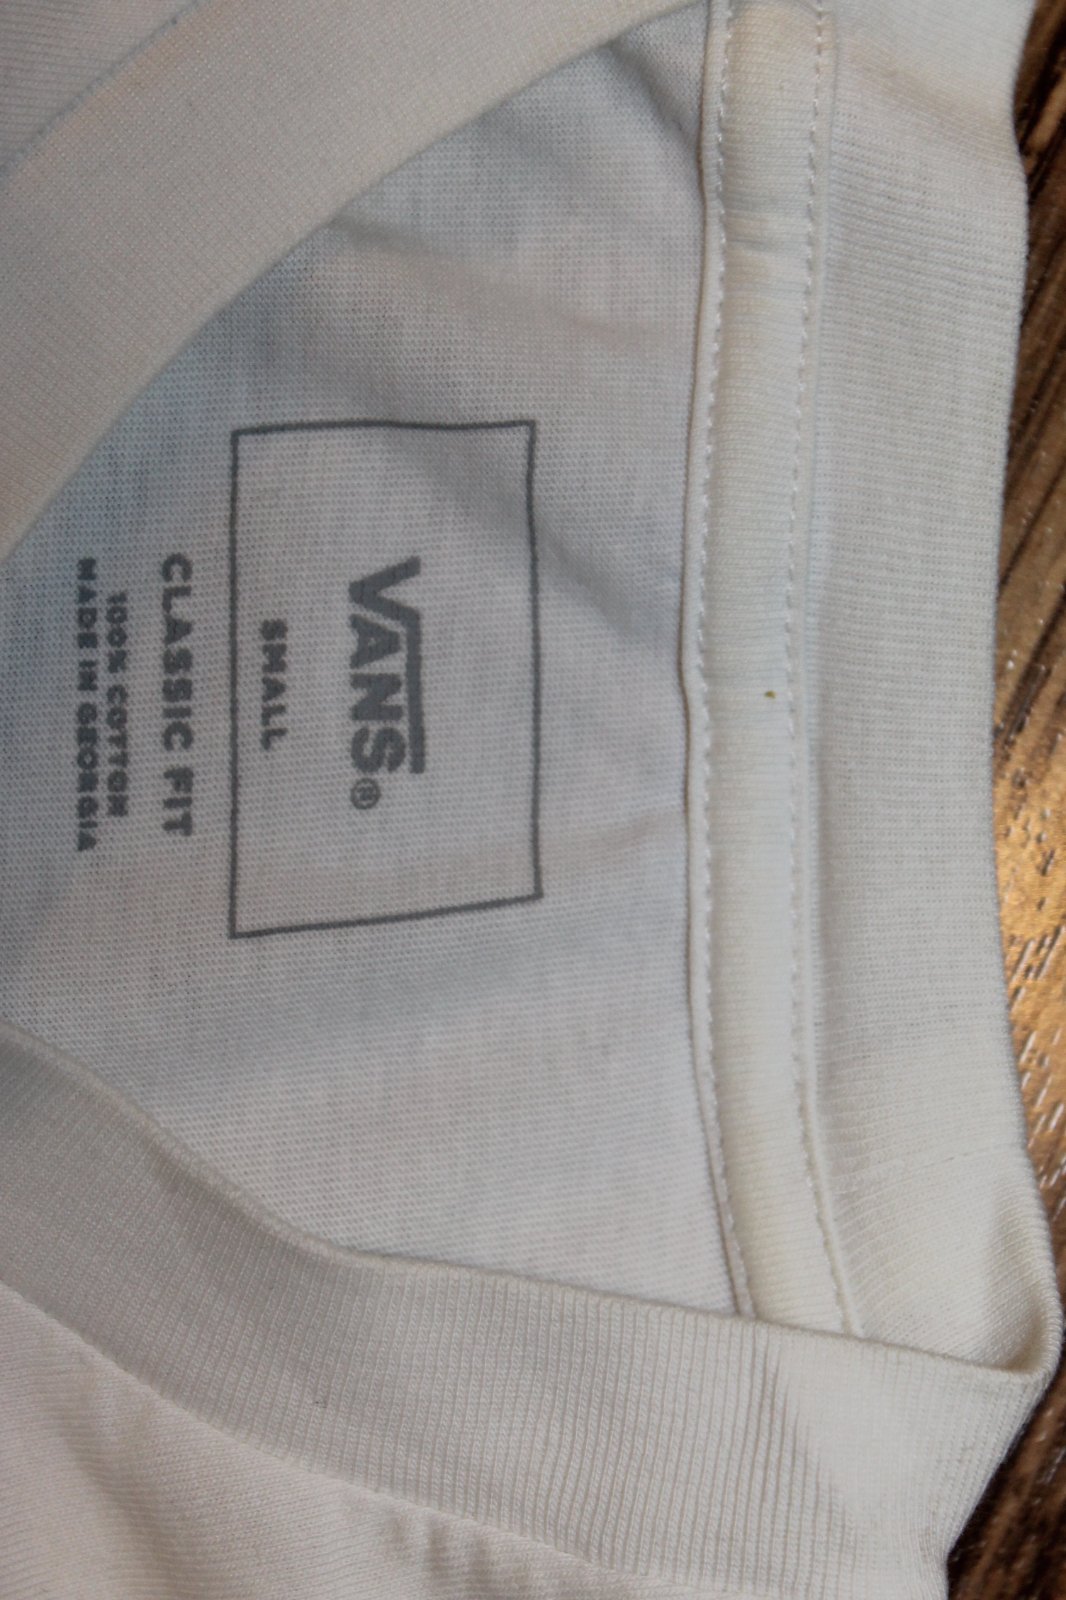 VANS®
SMALL
CLASSIC FIT
100% COTTON
MADE IN GEORGIA